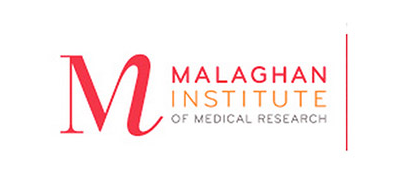 M
MALAGHAN
INSTITUTE
OF MEDICAL RESEARCH